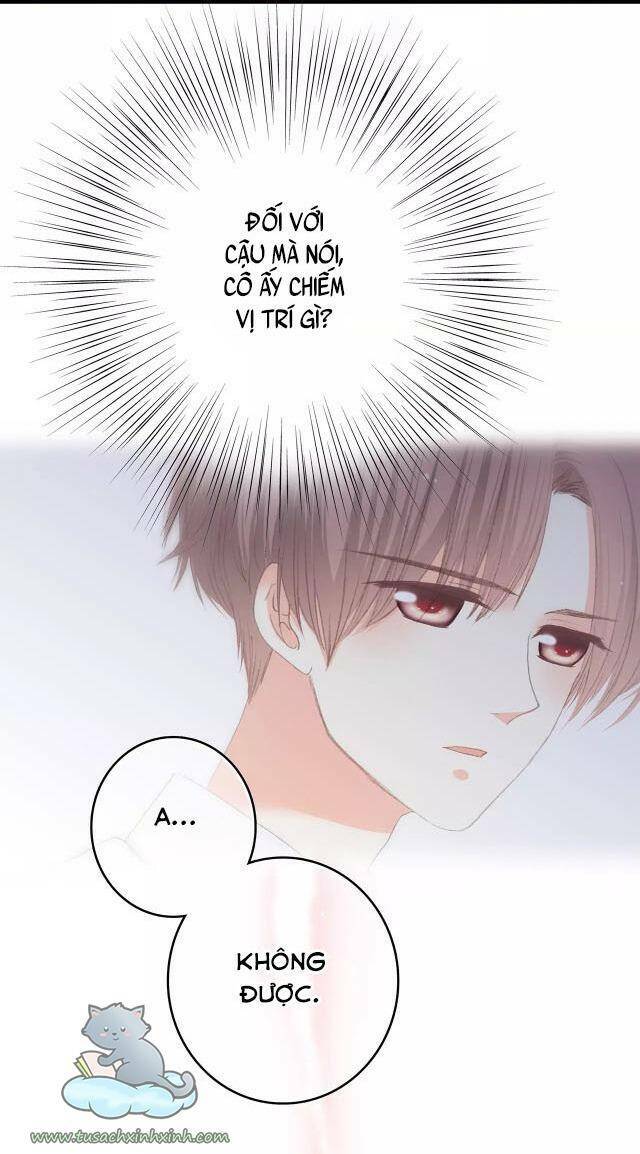 ĐỐI VỚI
CẬU MÀ NÓI,
CÔ ẤY CHIẾM
VỊ TRÍ GÌ?
A...
KHÔNG
ĐƯỢC.
www.tusachxinhxinh.com